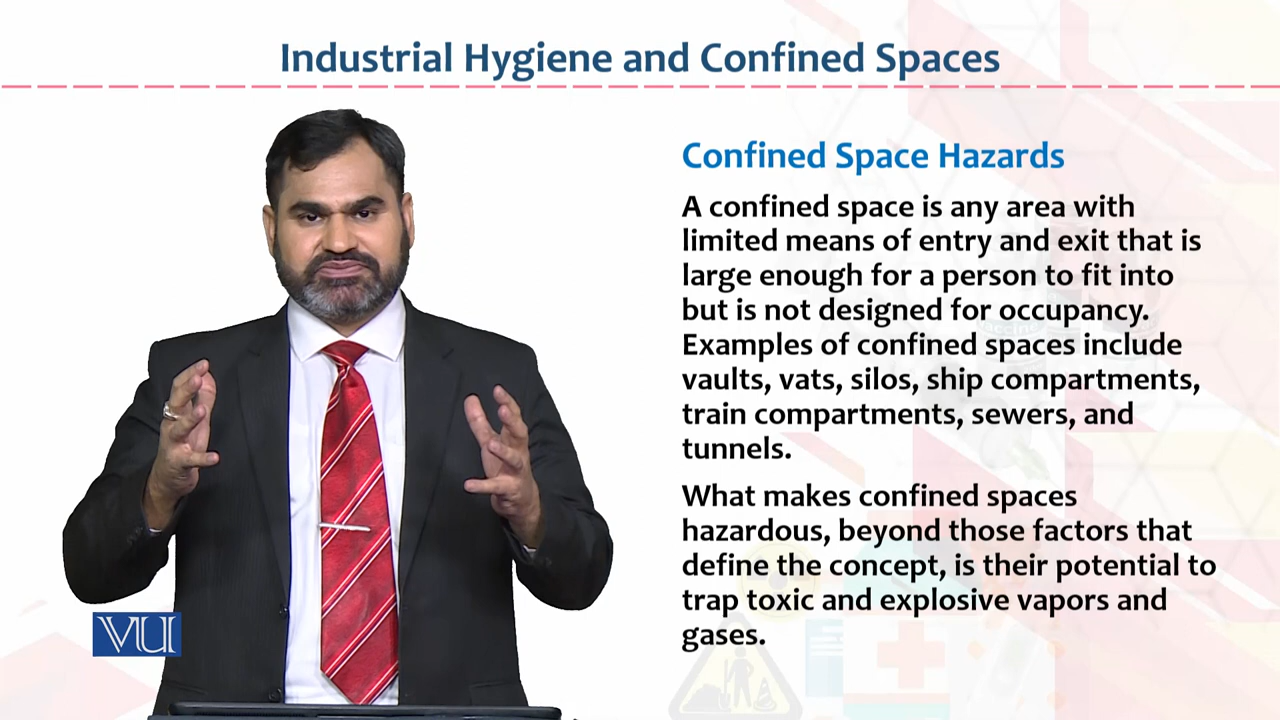 Industrial Hygiene and Confined Spaces
Confined Space Hazards
A confined space is any area with
limited means of entry and exit that is
large enough for a person to fit into
but is not designed for occupancy.
Examples of confined spaces include
vaults, vats, silos, ship compartments,
train compartments, sewers, and
tunnels.
What makes confined spaces
hazardous, beyond those factors that
define the concept, is their potential to
trap toxic and explosive vapors and
gases.
VU